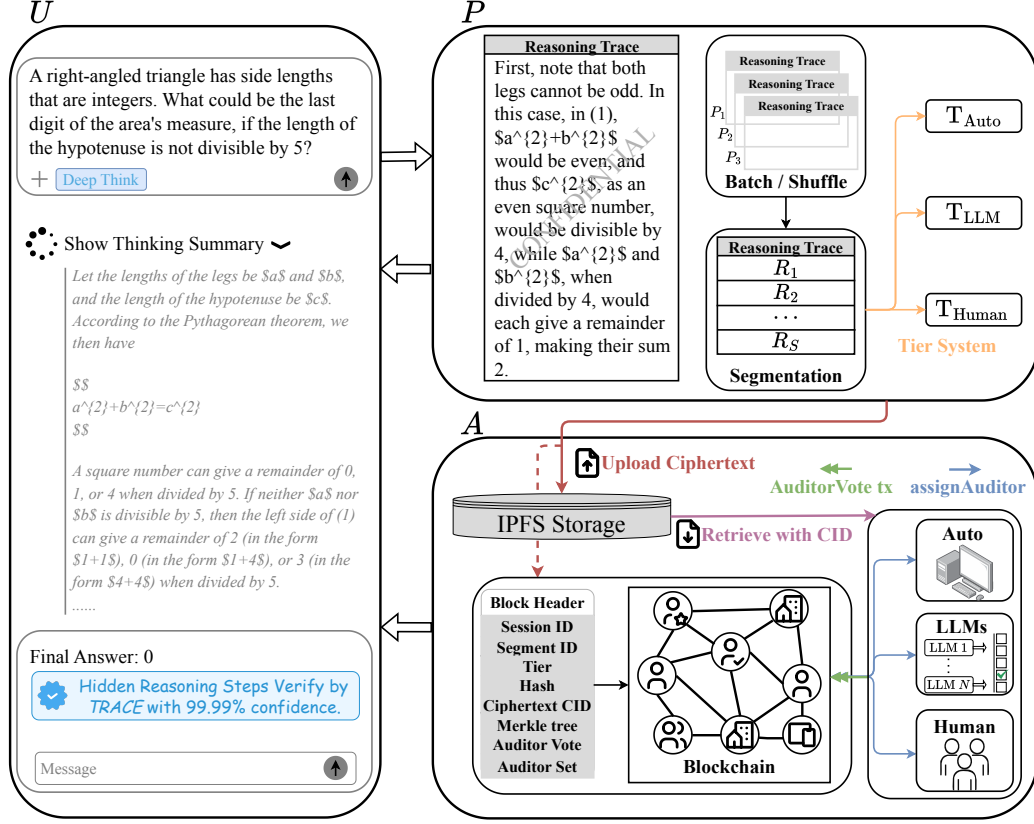 U
A right-angled triangle has side lengths
that are integers. What could be the last
digit of the area's measure, if the length of
the hypotenuse is not divisible by 5?
Deep Think
Show Thinking Summary
Let the lengths of the legs be $a$ and $b$,
and the length of the hypotenuse be $c$.
According to the Pythagorean theorem, we
then have
$$
a^{2}+b^{2}=c^{2}
$$
A square number can give a remainder of 0,
1, or 4 when divided by 5. If neither $a$ nor
$b$ is divisible by 5, then the left side of (1)
can give a remainder of 2 (in the form
$1+1$), 0 (in the form $1+4$), or 3 (in the
form $4+4$) when divided by 5.
......
Final Answer: 0
Hidden Reasoning Steps Verify by
TRACE with 99.99% confidence.
Message
P
Reasoning Trace
First, note that both
legs cannot be odd. In
this case, in (1),
$a^{2}+b^{2}$
would be even, and
thus $c^{2}$, as an
even square number,
would be divisible by
4, while $a^{2}$ and
$b^{2}$, when
divided by 4, would
each give a remainder
of 1, making their sum
2.
CONFIDENTIAL
Reasoning Trace
Reasoning Trace
Reasoning Trace
P1
P2
P3
Batch / Shuffle
Reasoning Trace
R1
R2
...
RS
Segmentation
TAuto
TLLM
THuman
Tier System
A
Upload Ciphertext
AuditorVote tx
assignAuditor
IPFS Storage
Retrieve with CID
Block Header
Session ID
Segment ID
Tier
Hash
Ciphertext CID
Merkle tree
Auditor Vote
Auditor Set
Blockchain
Auto
LLMs
LLM 1
⋮
LLM N
Human